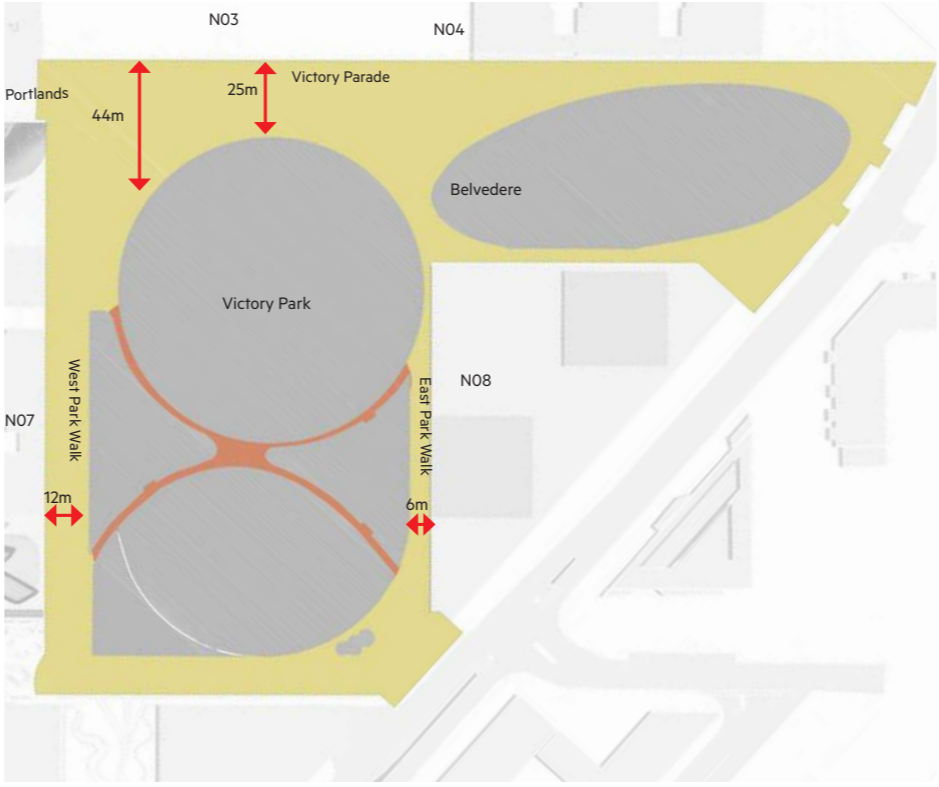 N03
N04
Victory Parade
25m
Portlands
44m
Belvedere
Victory Park
West Park Walk
East Park Walk
N08
N07
12m
6m